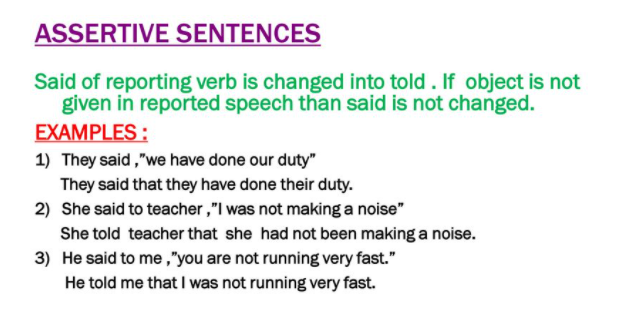 ASSERTIVE SENTENCES
Said of reporting verb is changed into told . If object is not
given in reported speech than said is not changed.
EXAMPLES :
1) They said ,"we have done our duty"
They said that they have done their duty.
2) She said to teacher ,"I was not making a noise"
She told teacher that she had not been making a noise.
3) He said to me ,"you are not running very fast."
He told me that I was not running very fast.